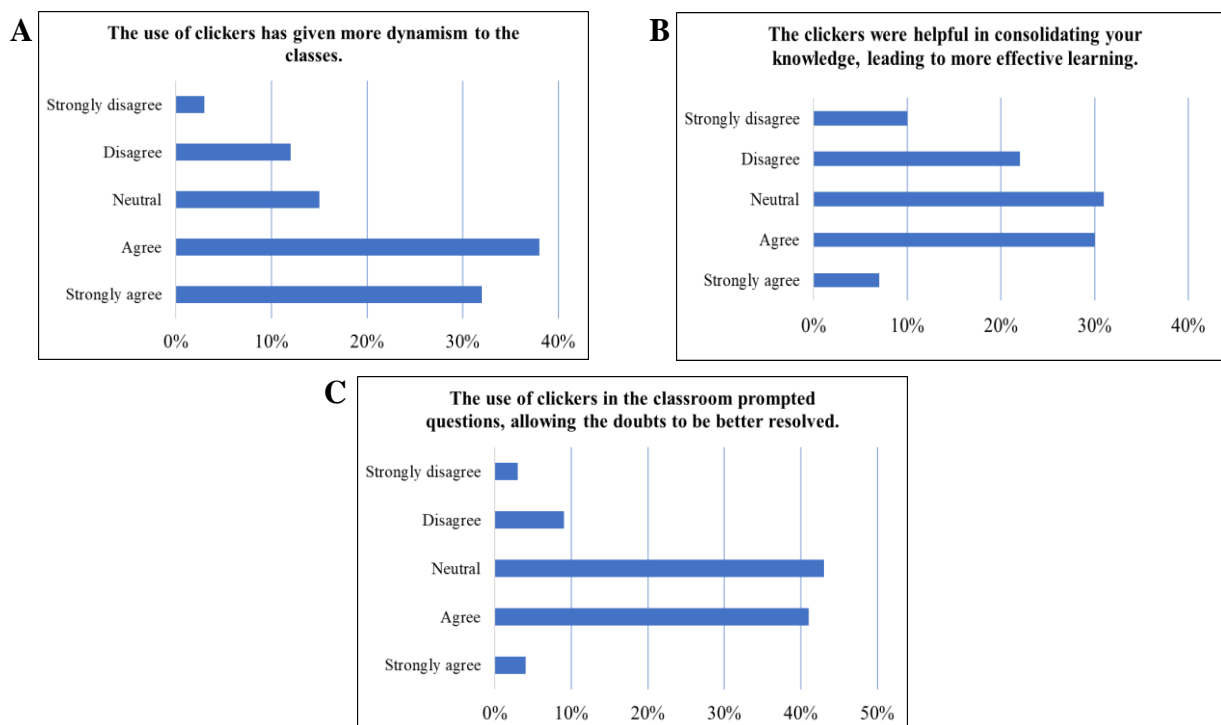 A
The use of clickers has given more dynamism to the
classes.
Strongly disagree
Disagree
Neutral
Agree
Strongly agree
0% 10% 20% 30% 40%
B
The clickers were helpful in consolidating your
knowledge, leading to more effective learning.
Strongly disagree
Disagree
Neutral
Agree
Strongly agree
0% 10% 20% 30% 40%
C
The use of clickers in the classroom prompted
questions, allowing the doubts to be better resolved.
Strongly disagree
Disagree
Neutral
Agree
Strongly agree
0% 10% 20% 30% 40% 50%